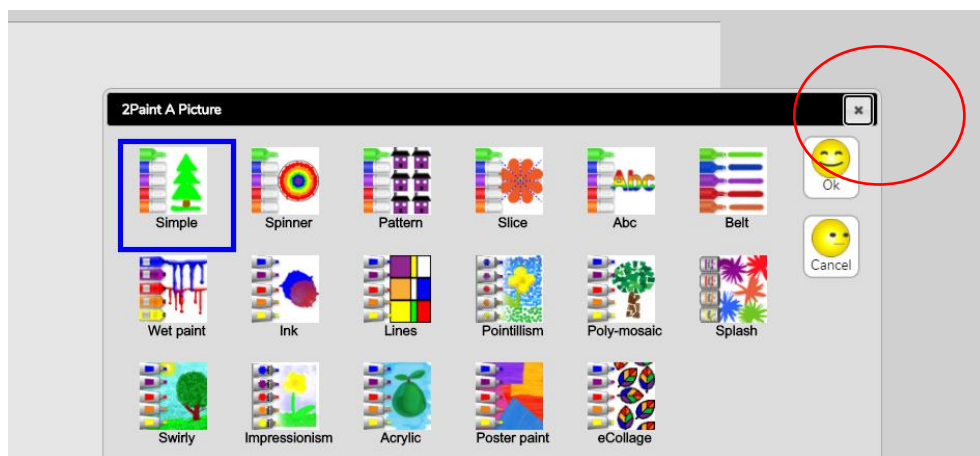 2Paint A Picture
Simple Spinner Pattern Slice Abc Belt
Ok
Wet paint Ink Lines Pointillism Poly-mosaic Splash
Cancel
Swirly Impressionism Acrylic Poster paint eCollage
Abc